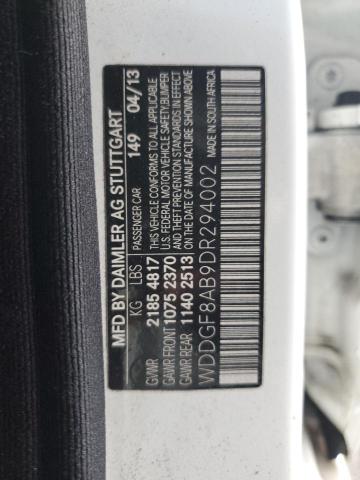 MFD BY DAIMLER AG STUTTGART
PASSENGER CAR 149 04/13
KG LBS
GVWR 2185 4817
GAWR FRONT 1075 2370
GAWR REAR 1140 2513
THIS VEHICLE CONFORMS TO ALL APPLICABLE
U.S. FEDERAL MOTOR VEHICLE SAFETY, BUMPER
AND THEFT PREVENTION STANDARDS IN EFFECT
ON THE DATE OF MANUFACTURING SHOWN ABOVE
WDDGF8AB9DR294002 MADE IN SOUTH AFRICA